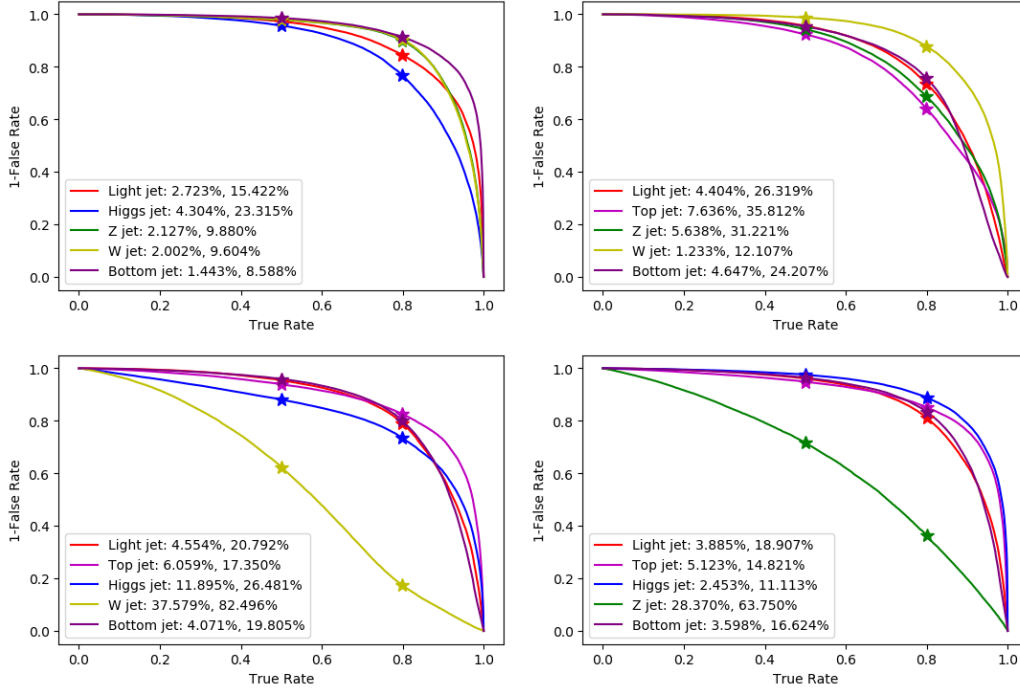 1.0
0.8
0.6
0.4
0.2
0.0
1-False Rate
Light jet: 2.723%, 15.422%
Higgs jet: 4.304%, 23.315%
Z jet: 2.127%, 9.880%
W jet: 2.002%, 9.604%
Bottom jet: 1.443%, 8.588%
0.0 0.2 0.4 0.6 0.8 1.0
True Rate
1.0
0.8
0.6
0.4
0.2
0.0
1-False Rate
Light jet: 4.404%, 26.319%
Top jet: 7.636%, 35.812%
Z jet: 5.638%, 31.221%
W jet: 1.233%, 12.107%
Bottom jet: 4.647%, 24.207%
0.0 0.2 0.4 0.6 0.8 1.0
True Rate
1.0
0.8
0.6
0.4
0.2
0.0
1-False Rate
Light jet: 4.554%, 20.792%
Top jet: 6.059%, 17.350%
Higgs jet: 11.895%, 26.481%
W jet: 37.579%, 82.496%
Bottom jet: 4.071%, 19.805%
0.0 0.2 0.4 0.6 0.8 1.0
True Rate
1.0
0.8
0.6
0.4
0.2
0.0
1-False Rate
Light jet: 3.885%, 18.907%
Top jet: 5.123%, 14.821%
Higgs jet: 2.453%, 11.113%
Z jet: 28.370%, 63.750%
Bottom jet: 3.598%, 16.624%
0.0 0.2 0.4 0.6 0.8 1.0
True Rate